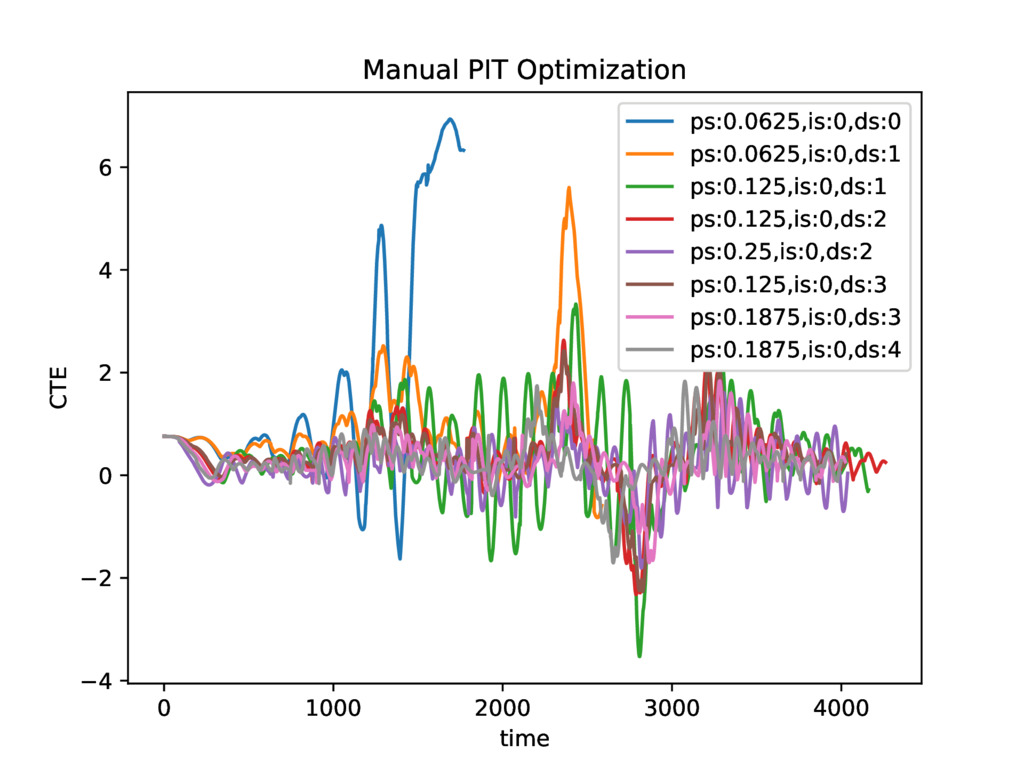 Manual PIT Optimization
ps:0.0625,is:0,ds:0
ps:0.0625,is:0,ds:1
ps:0.125,is:0,ds:1
ps:0.125,is:0,ds:2
ps:0.25,is:0,ds:2
ps:0.125,is:0,ds:3
ps:0.1875,is:0,ds:3
ps:0.1875,is:0,ds:4
6
4
2
0
−2
−4
CTE
0 1000 2000 3000 4000
time